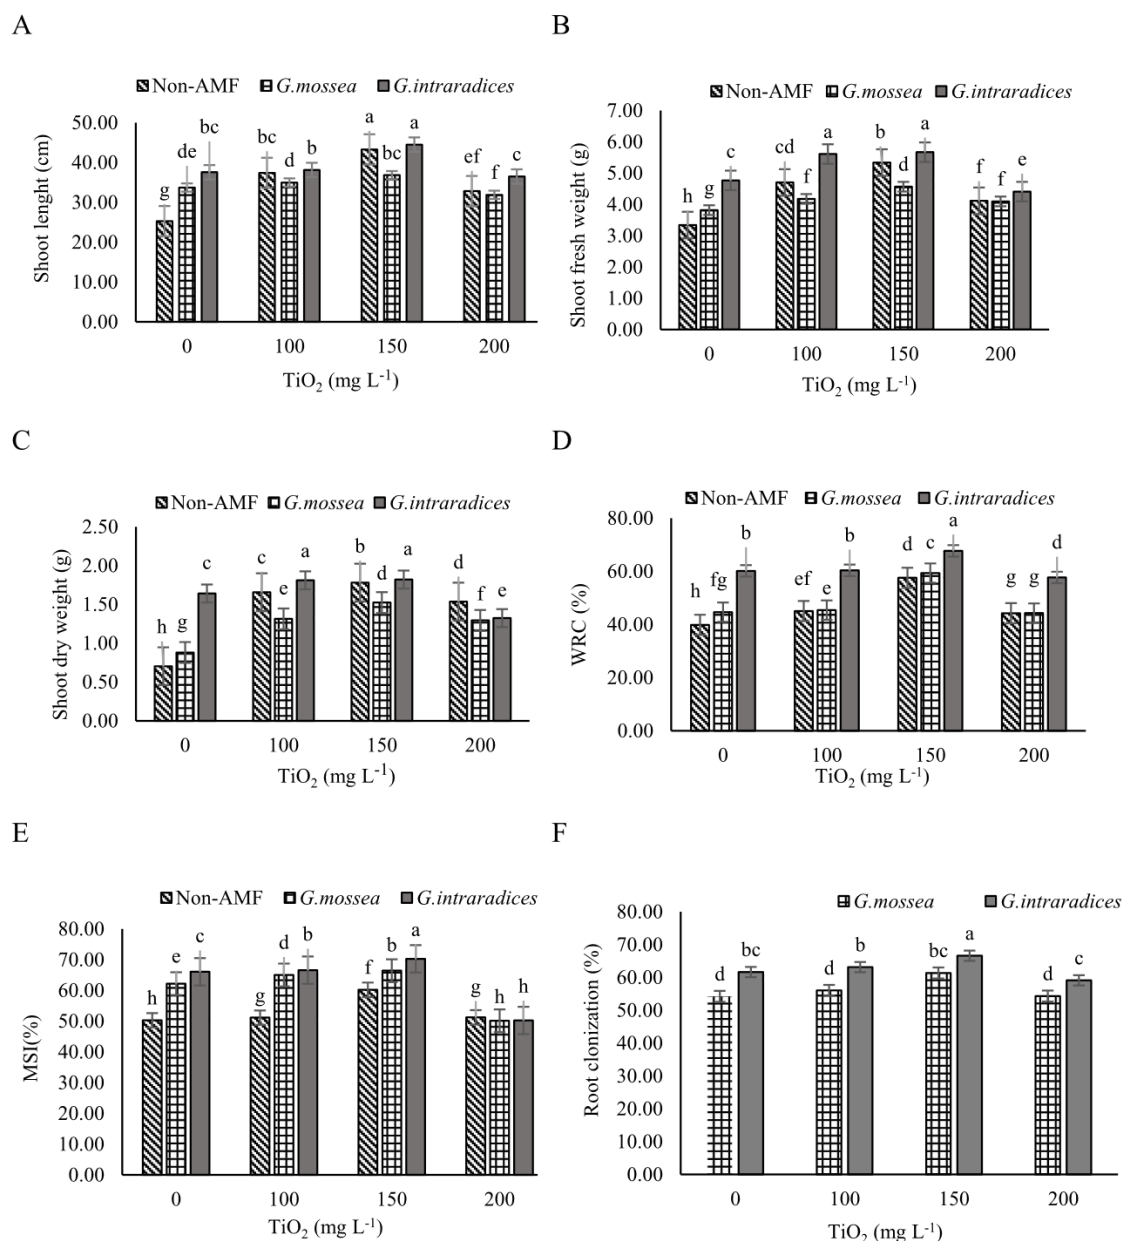 A
Non-AMF G.mossea G.intraradices
50.00
40.00
30.00
20.00
10.00
0.00
Shoot lenght (cm)
g de bc bc d b a bc a ef f c
0 100 150 200
TiO2 (mg L-1)
B
Non-AMF G.mossea G.intraradices
7.00
6.00
5.00
4.00
3.00
2.00
1.00
0.00
Shoot fresh weight (g)
h g c cd f a b d a f f e
0 100 150 200
TiO2 (mg L-1)
C
Non-AMF G.mossea G.intraradices
2.50
2.00
1.50
1.00
0.50
0.00
Shoot dry weight (g)
h g c c e a b d a d f e
0 100 150 200
TiO2 (mg L-1)
D
Non-AMF G.mossea G.intraradices
80.00
60.00
40.00
20.00
0.00
WRC (%)
h fg b ef e b d c a g g d
0 100 150 200
TiO2 (mg L-1)
E
Non-AMF G.mossea G.intraradices
80.00
70.00
60.00
50.00
40.00
30.00
20.00
10.00
0.00
MSI(%)
h e c g d b f b a g h h
0 100 150 200
TiO2 (mg L-1)
F
G.mossea G.intraradices
80.00
70.00
60.00
50.00
40.00
30.00
20.00
10.00
0.00
Root clonization (%)
d bc d b bc a d c
0 100 150 200
TiO2 (mg L-1)